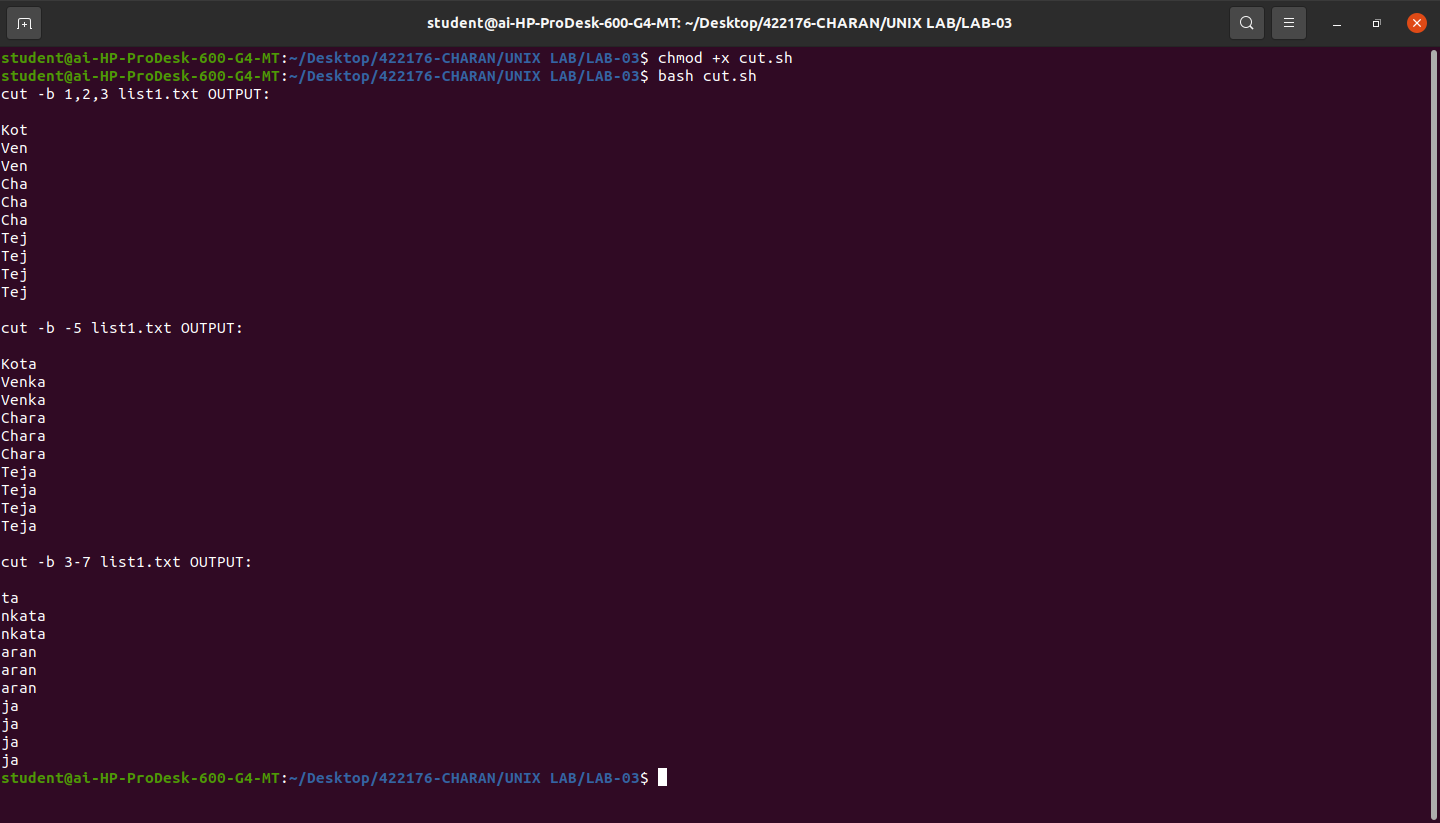 student@ai-HP-ProDesk-600-G4-MT: ~/Desktop/422176-CHARAN/UNIX LAB/LAB-03
student@ai-HP-ProDesk-600-G4-MT:~/Desktop/422176-CHARAN/UNIX LAB/LAB-03$ chmod +x cut.sh
student@ai-HP-ProDesk-600-G4-MT:~/Desktop/422176-CHARAN/UNIX LAB/LAB-03$ bash cut.sh
cut -b 1,2,3 list1.txt OUTPUT:

Kot
Ven
Ven
Cha
Cha
Cha
Tej
Tej
Tej
Tej

cut -b -5 list1.txt OUTPUT:

Kota
Venka
Venka
Chara
Chara
Chara
Teja
Teja
Teja
Teja

cut -b 3-7 list1.txt OUTPUT:

ta
nkata
nkata
aran
aran
aran
ja
ja
ja
ja
student@ai-HP-ProDesk-600-G4-MT:~/Desktop/422176-CHARAN/UNIX LAB/LAB-03$